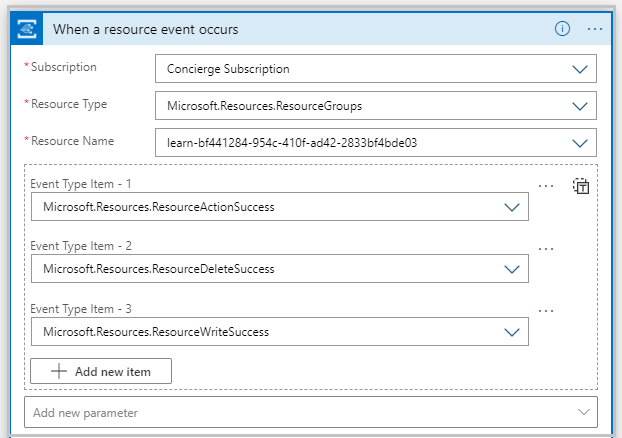 When a resource event occurs
* Subscription
Concierge Subscription
* Resource Type
Microsoft.Resources.ResourceGroups
* Resource Name
learn-bf441284-954c-410f-ad42-2833bf4bde03
Event Type Item - 1
Microsoft.Resources.ResourceActionSuccess
Event Type Item - 2
Microsoft.Resources.ResourceDeleteSuccess
Event Type Item - 3
Microsoft.Resources.ResourceWriteSuccess
Add new item
Add new parameter